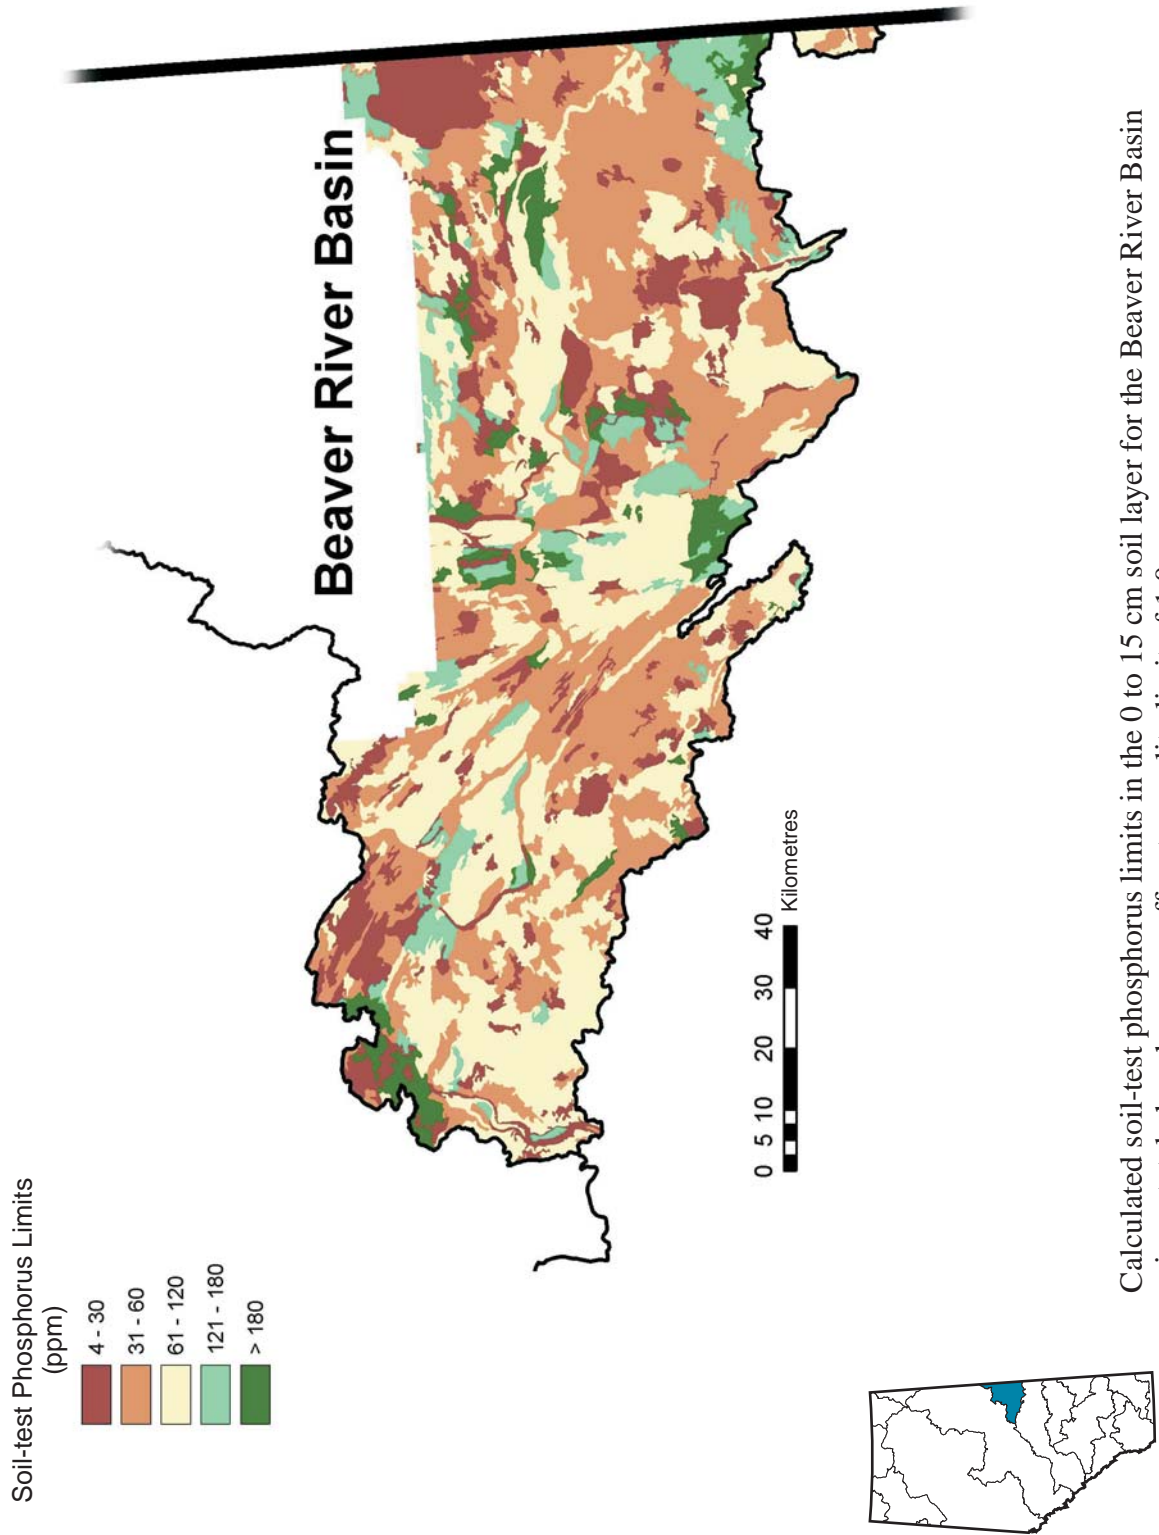 Soil-test Phosphorus Limits
(ppm)
4 - 30
31 - 60
61 - 120
121 - 180
> 180
Beaver River Basin
0 5 10 20 30 40
Kilometres
Calculated soil-test phosphorus limits in the 0 to 15 cm soil layer for the Beaver River Basin